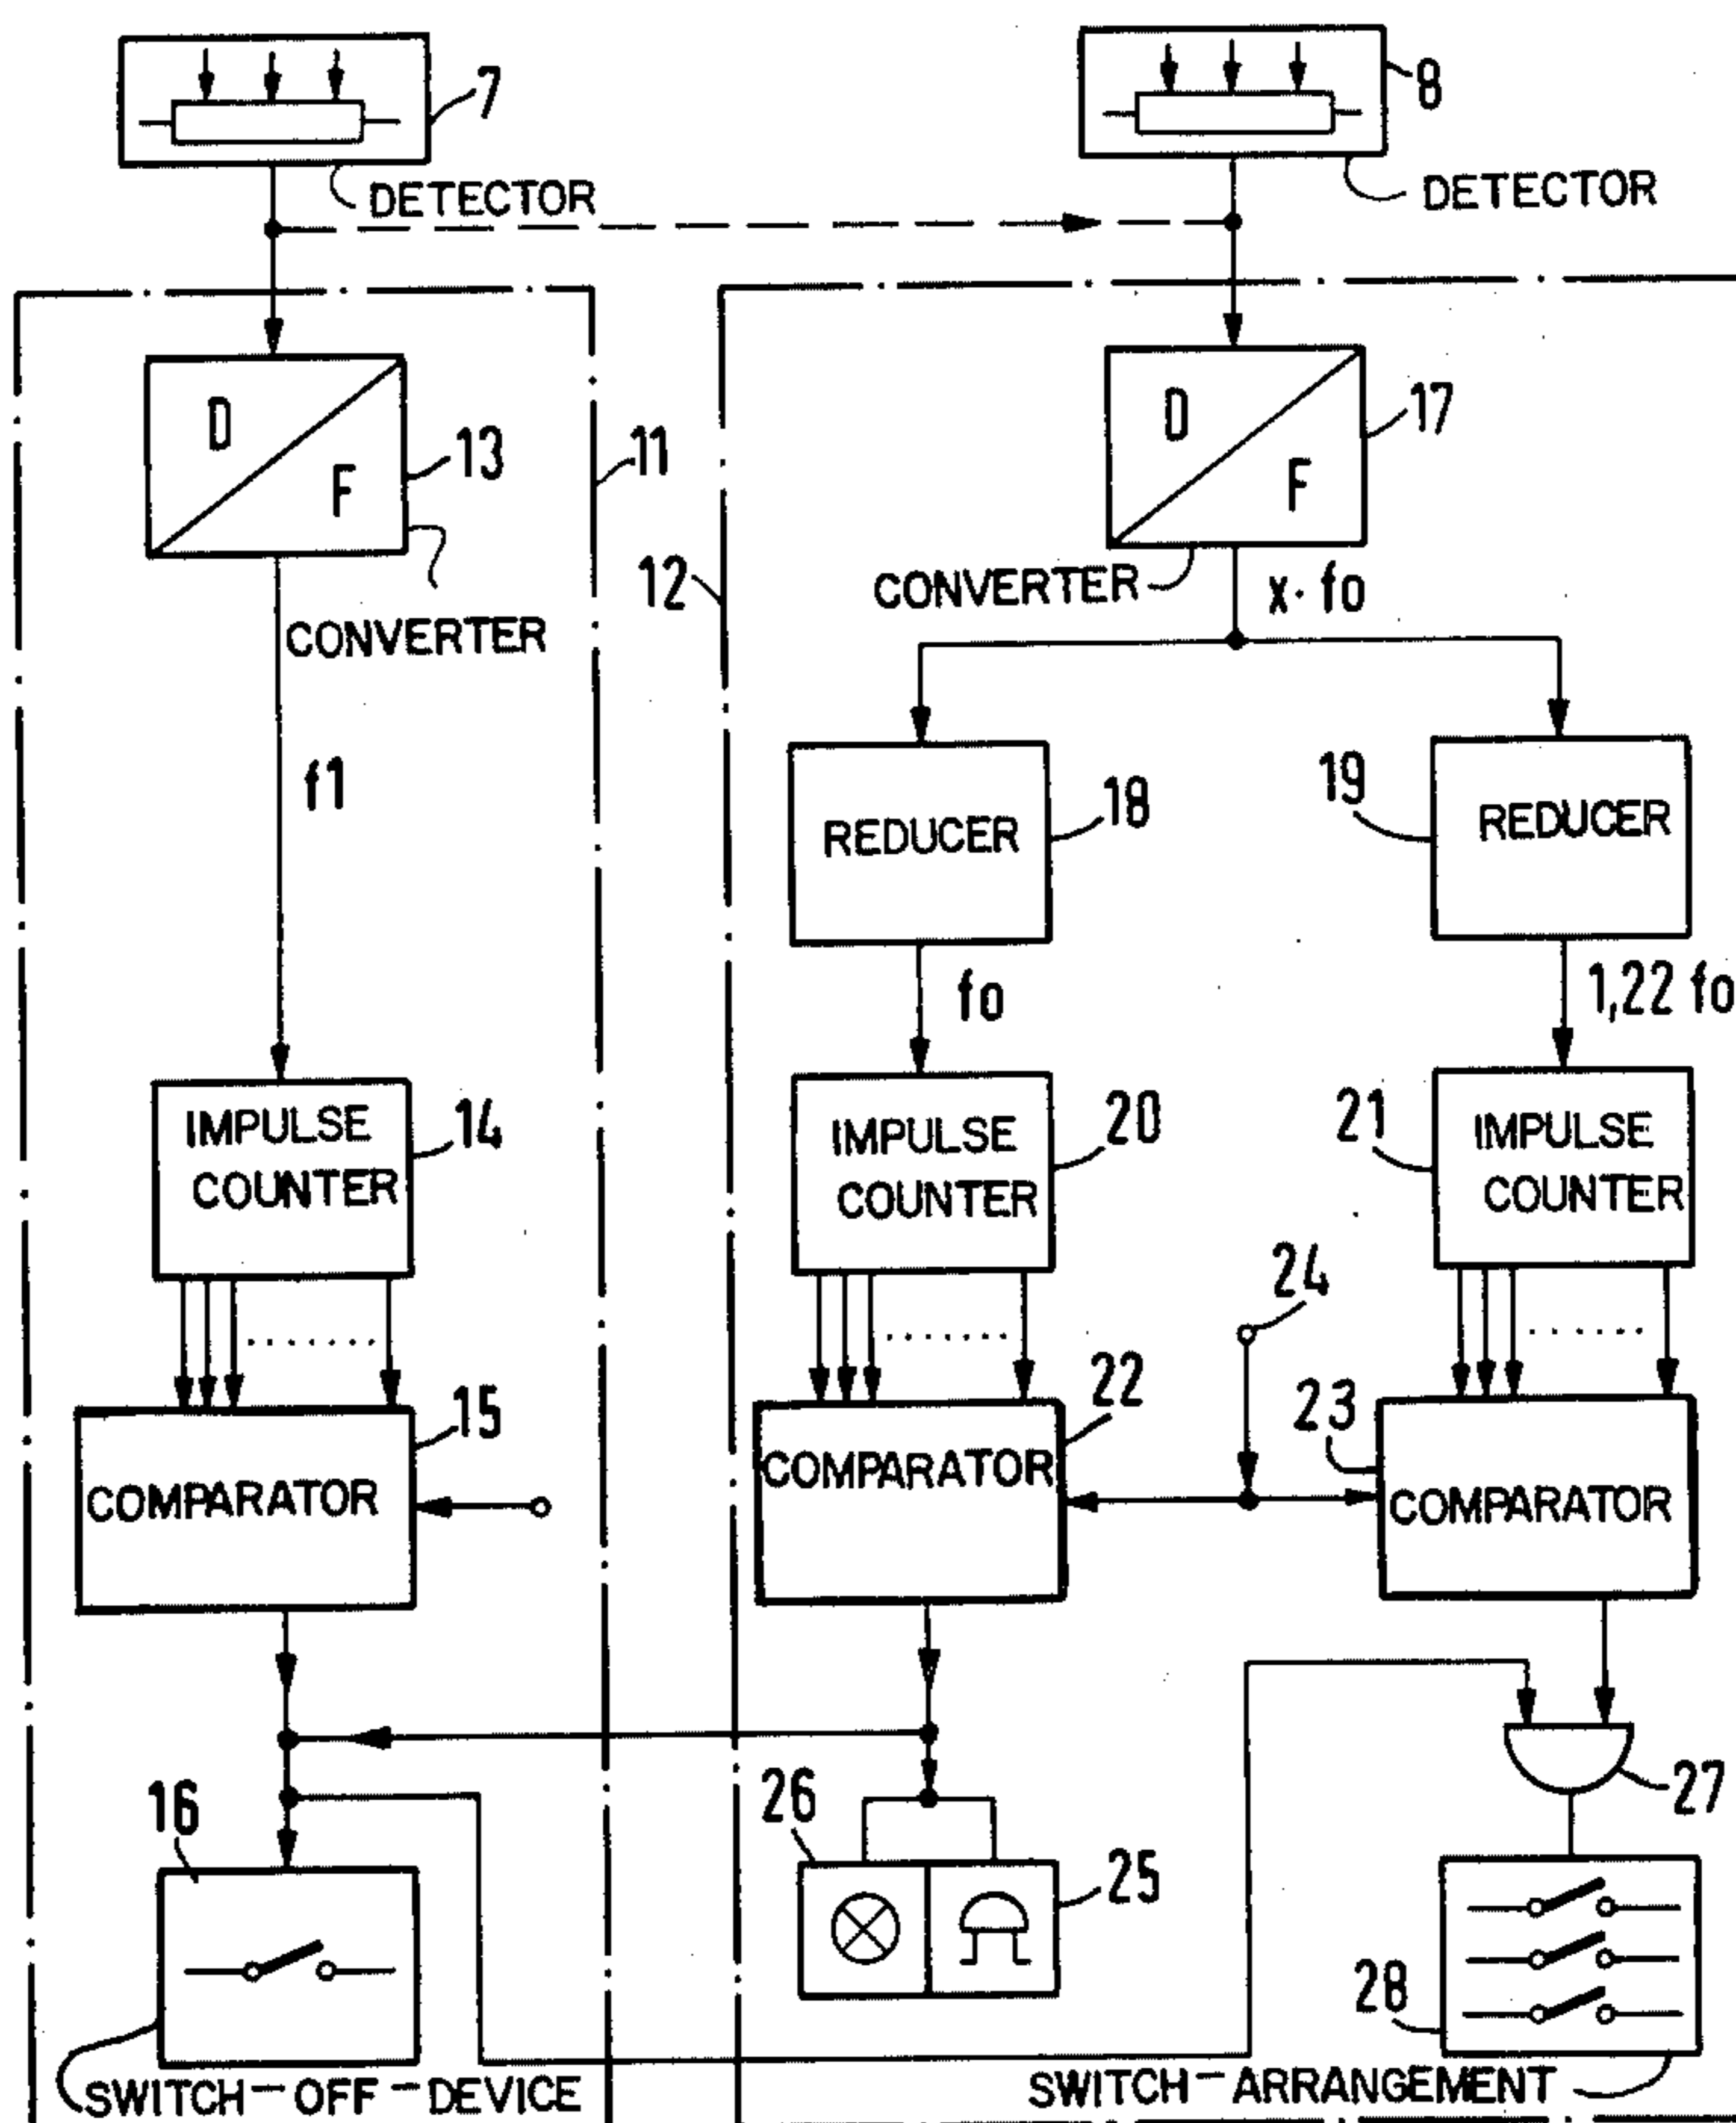 7
8
DETECTOR
DETECTOR
D
F
13
11
D
F
17
12
CONVERTER
x· fo
CONVERTER
f1
REDUCER
18
19
REDUCER
fo
1,22 fo
IMPULSE
COUNTER
14
IMPULSE
COUNTER
20
21
IMPULSE
COUNTER
24
15
COMPARATOR
22
COMPARATOR
23
COMPARATOR
16
26
25
27
28
SWITCH-OFF-DEVICE
SWITCH-ARRANGEMENT